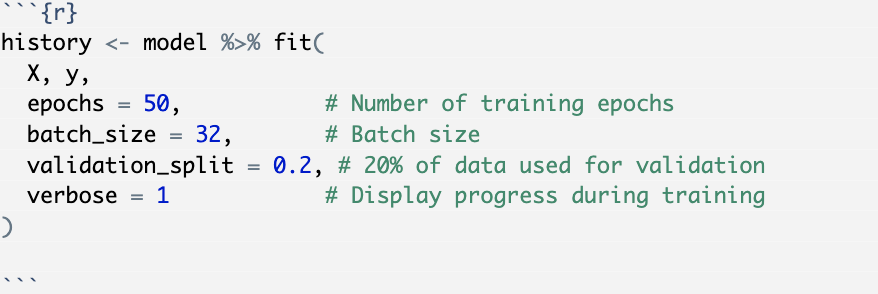 ```{r}
history <- model %>% fit(
  X, y,
  epochs = 50,           # Number of training epochs
  batch_size = 32,       # Batch size
  validation_split = 0.2, # 20% of data used for validation
  verbose = 1            # Display progress during training
)
```